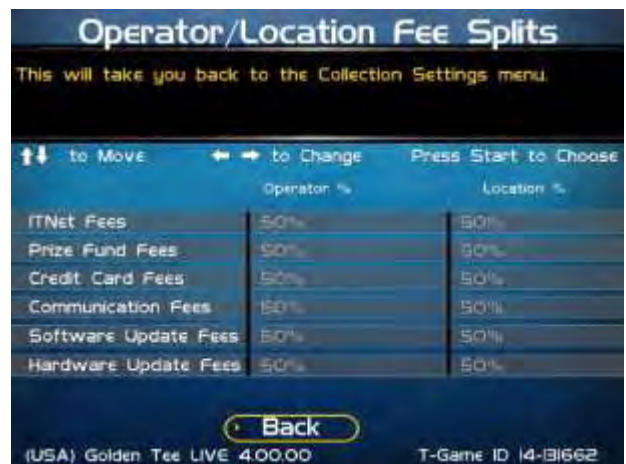 Operator/Location Fee Splits
This will take you back to the Collection Settings menu.
to Move to Change Press Start to Choose
Operator % Location %
ITNet Fees 50% 50%
Prize Fund Fees 50% 50%
Credit Card Fees 50% 50%
Communication Fees 50% 50%
Software Update Fees 50% 50%
Hardware Update Fees 50% 50%
Back
(USA) Golden Tee LIVE 4.00.00 T-Game ID 14-131662